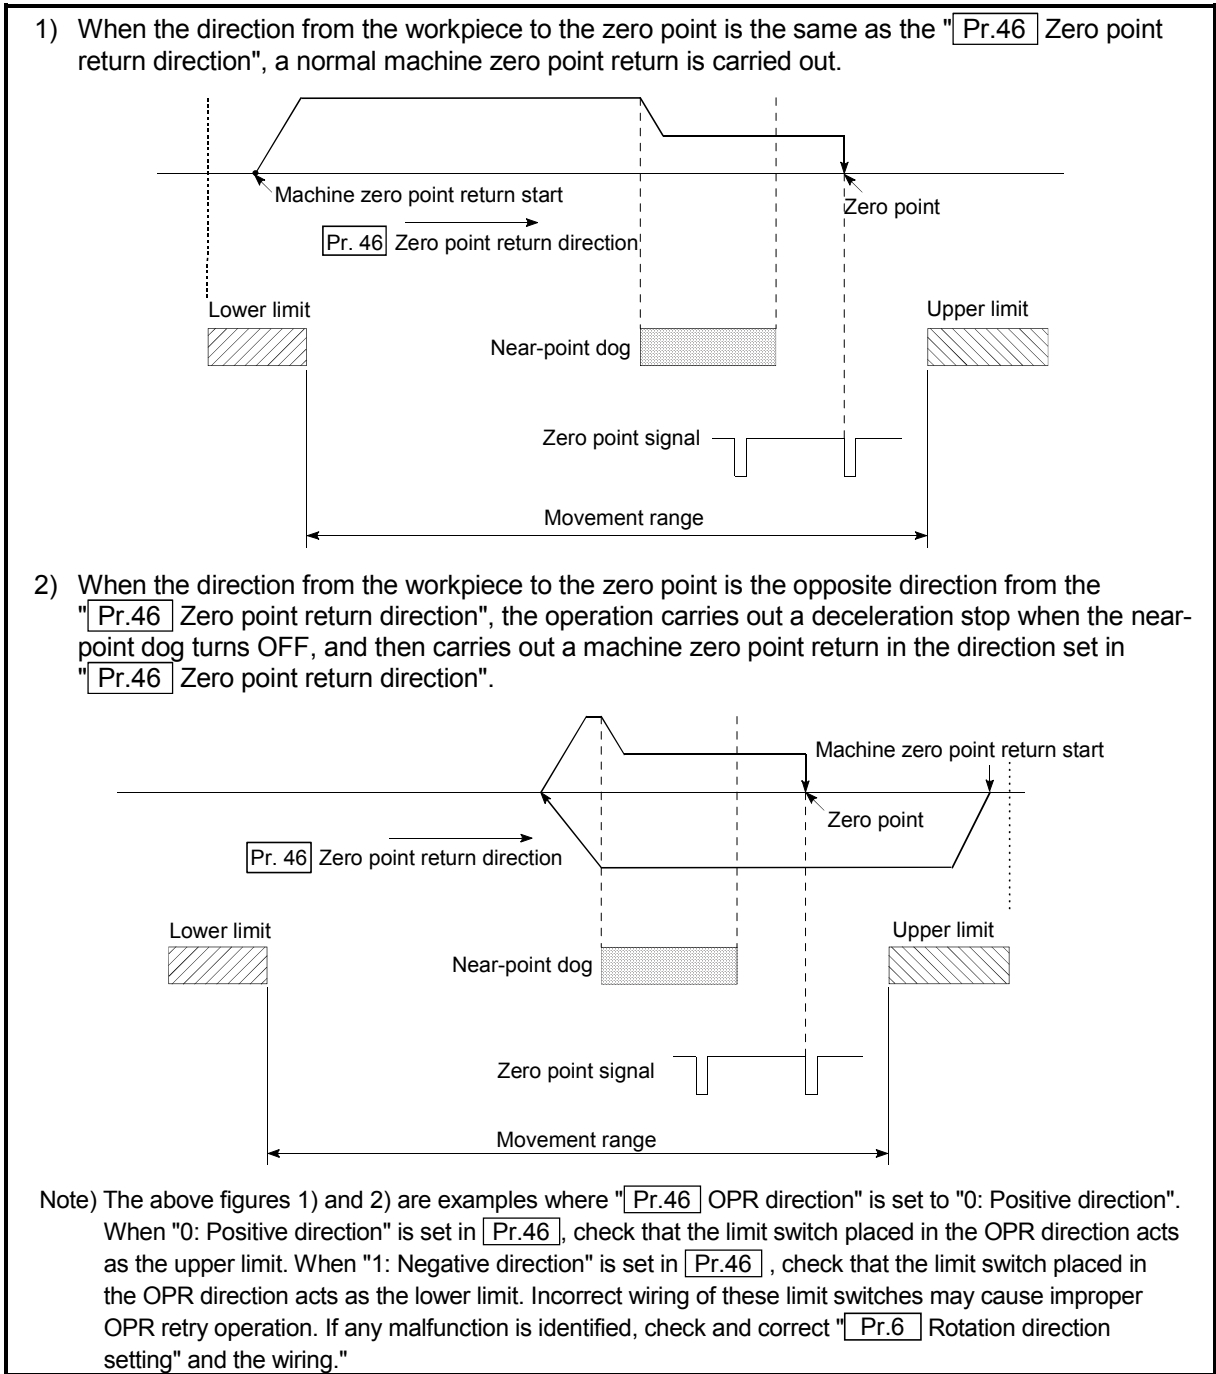 1) When the direction from the workpiece to the zero point is the same as the "Pr.46 Zero point
return direction", a normal machine zero point return is carried out.
Machine zero point return start
Zero point
Pr. 46 Zero point return direction
Lower limit
Upper limit
Near-point dog
Zero point signal
Movement range
2) When the direction from the workpiece to the zero point is the opposite direction from the
"Pr.46 Zero point return direction", the operation carries out a deceleration stop when the near-
point dog turns OFF, and then carries out a machine zero point return in the direction set in
"Pr.46 Zero point return direction".
Machine zero point return start
Zero point
Pr. 46 Zero point return direction
Lower limit
Upper limit
Near-point dog
Zero point signal
Movement range
Note) The above figures 1) and 2) are examples where "Pr.46 OPR direction" is set to "0: Positive direction".
When "0: Positive direction" is set in Pr.46 , check that the limit switch placed in the OPR direction acts
as the upper limit. When "1: Negative direction" is set in Pr.46 , check that the limit switch placed in
the OPR direction acts as the lower limit. Incorrect wiring of these limit switches may cause improper
OPR retry operation. If any malfunction is identified, check and correct "Pr.6 Rotation direction
setting" and the wiring."